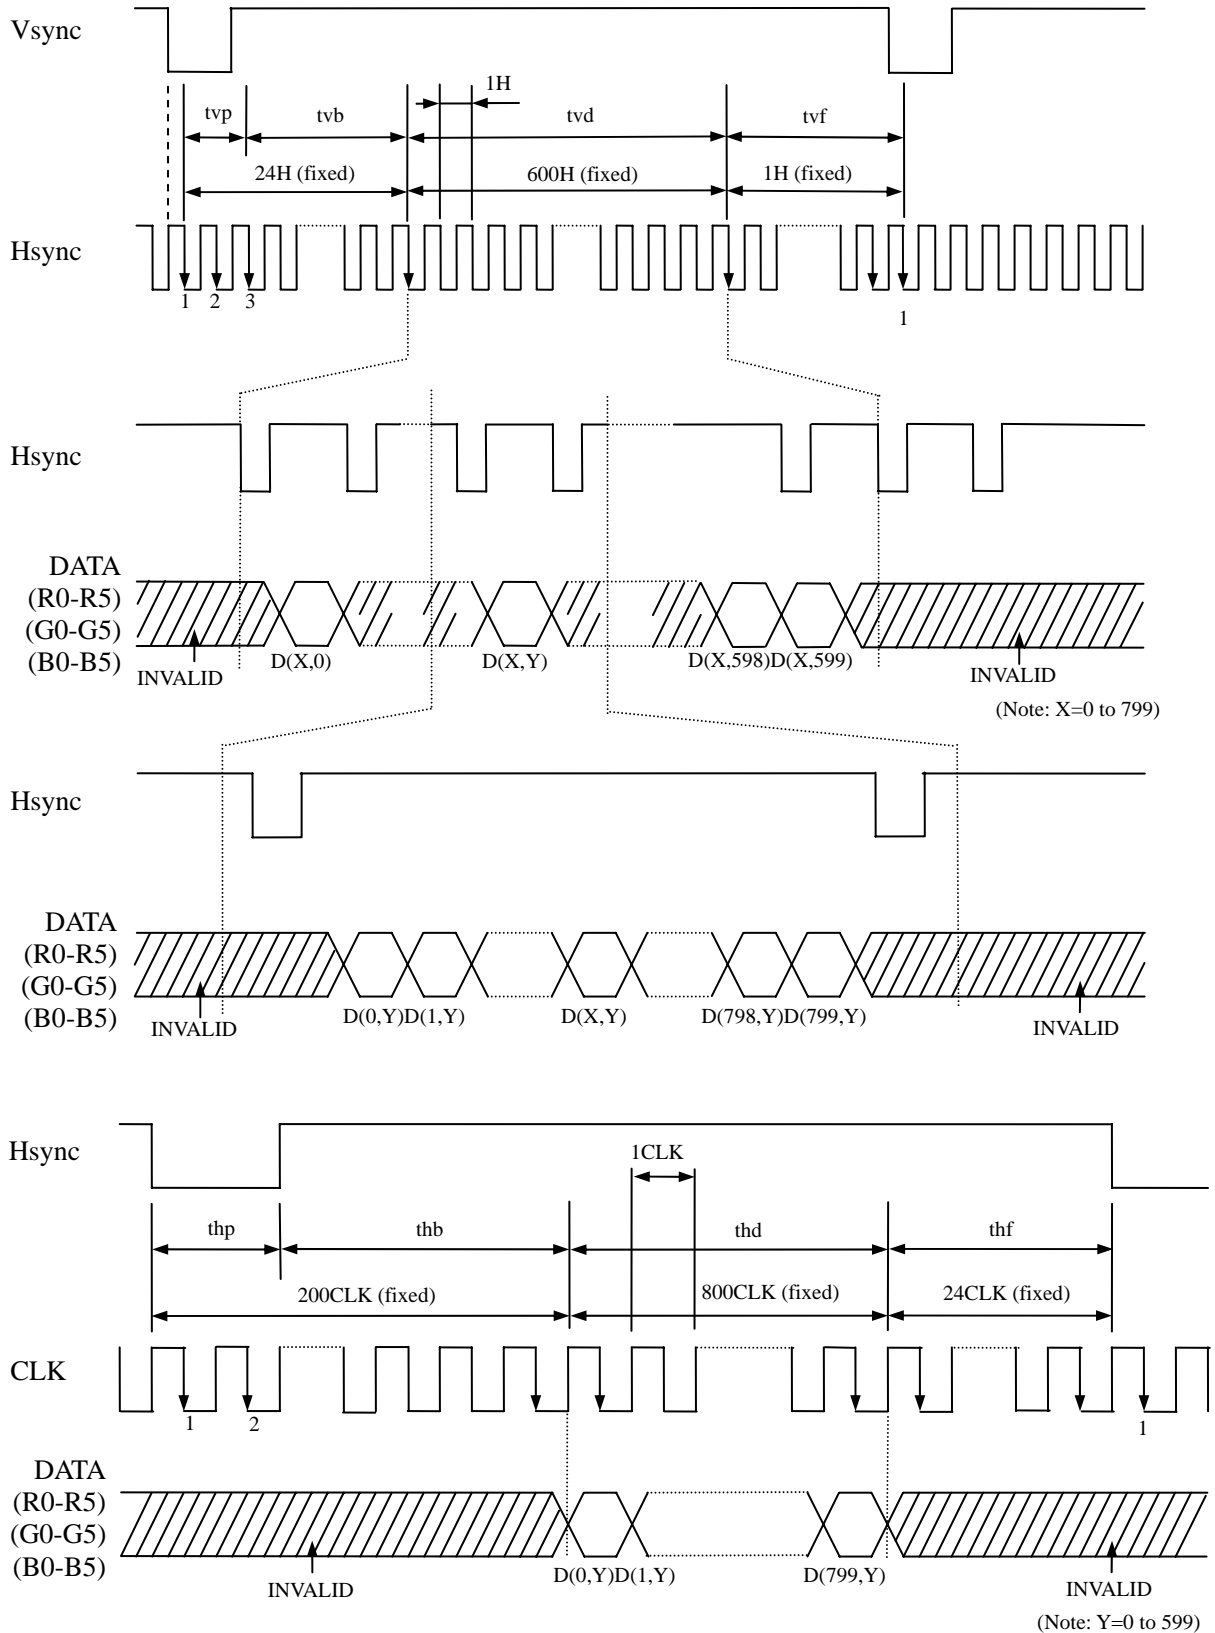 Vsync
1H
tvp
tvb
tvd
tvf
24H (fixed)
600H (fixed)
1H (fixed)
Hsync
1
2
3
1
Hsync
DATA
(R0-R5)
(G0-G5)
(B0-B5)
D(X,0)
D(X,Y)
D(X,598)D(X,599)
INVALID
INVALID
(Note: X=0 to 799)
Hsync
DATA
(R0-R5)
(G0-G5)
(B0-B5)
D(0,Y)D(1,Y)
D(X,Y)
D(798,Y)D(799,Y)
INVALID
INVALID
Hsync
1CLK
thp
thb
thd
thf
200CLK (fixed)
800CLK (fixed)
24CLK (fixed)
CLK
1
2
1
DATA
(R0-R5)
(G0-G5)
(B0-B5)
D(0,Y)D(1,Y)
D(799,Y)
INVALID
INVALID
(Note: Y=0 to 599)